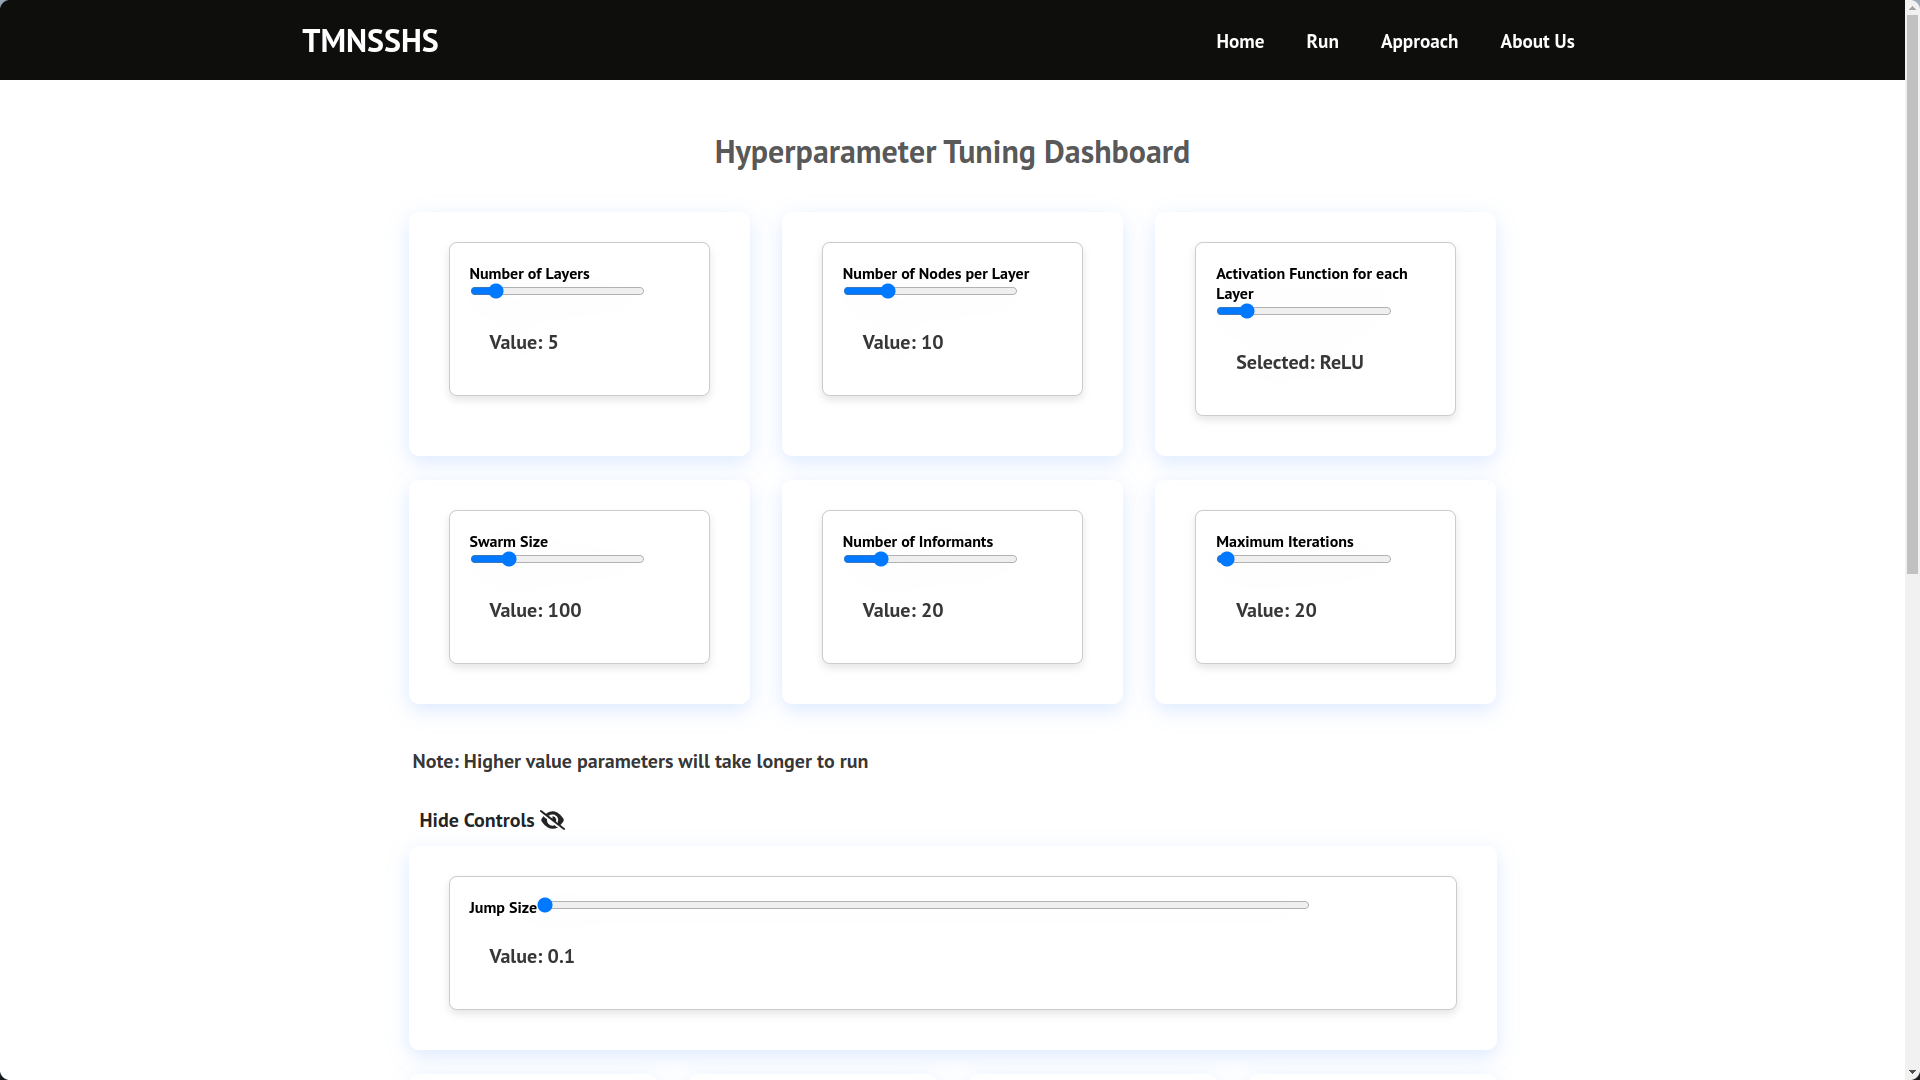 TMNSSHS
Home Run Approach About Us
Hyperparameter Tuning Dashboard
Number of Layers
Value: 5
Number of Nodes per Layer
Value: 10
Activation Function for each
Layer
Selected: ReLU
Swarm Size
Value: 100
Number of Informants
Value: 20
Maximum Iterations
Value: 20
Note: Higher value parameters will take longer to run
Hide Controls
Jump Size
Value: 0.1